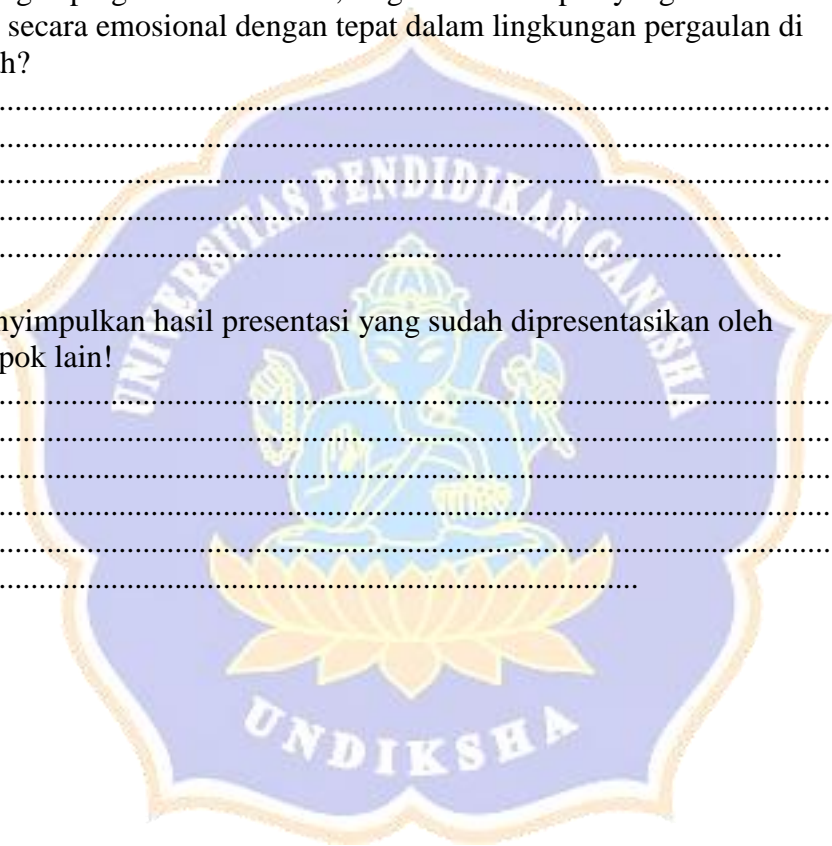 secara emosional dengan tepat dalam lingkungan pergaulan di
h?
................................................................................
................................................................................
................................................................................
................................................................................
................................................................................
nyimpulkan hasil presentasi yang sudah dipresentasikan oleh
pok lain!
................................................................................
................................................................................
................................................................................
................................................................................
................................................................................
................................................................................
UNIVERSITAS PENDIDIKAN GANESHA
UNDIKSHA